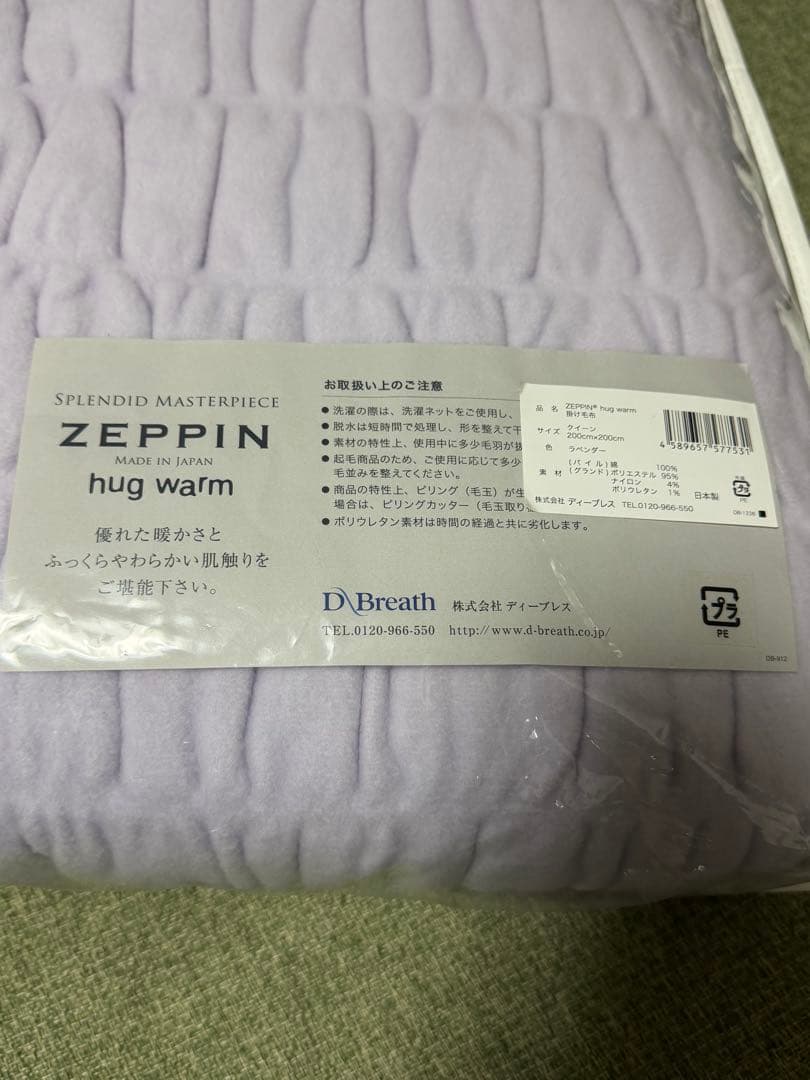 SPLENDID MASTERPIECE
ZEPPIN
MADE IN JAPAN
hug warm
優れた暖かさと
ふっくらやわらかい肌触りを
ご堪能下さい。
お取扱い上のご注意
●洗濯の際は、洗濯ネットをご使用し、
●脱水は短時間で処理し、形を整えて干
●素材の特性上、使用中に多少毛羽が抜
●起毛商品のため、ご使用に応じて多少
毛並みを整えてください。
●商品の特性上、ピリング（毛玉）が生
場合は、ピリングカッター（毛玉取り
●ポリウレタン素材は時間の経過と共に劣化します。
D\Breath 株式会社 ディーブレス
TEL.0120-966-550 http://www.d-breath.co.jp/
プラ
PE
DB-912
品 名 ZEPPIN® hug warm
掛け毛布
サイズ クイーン
200cm×200cm
色 ラベンダー
素 材 (パイル)綿 100%
(グランド)ポリエステル 95%
ナイロン 4%
ポリウレタン 1%
日本製
株式会社 ディーブレス TEL.0120-966-550
4 589657 577531
プラ
PE
DB-1236